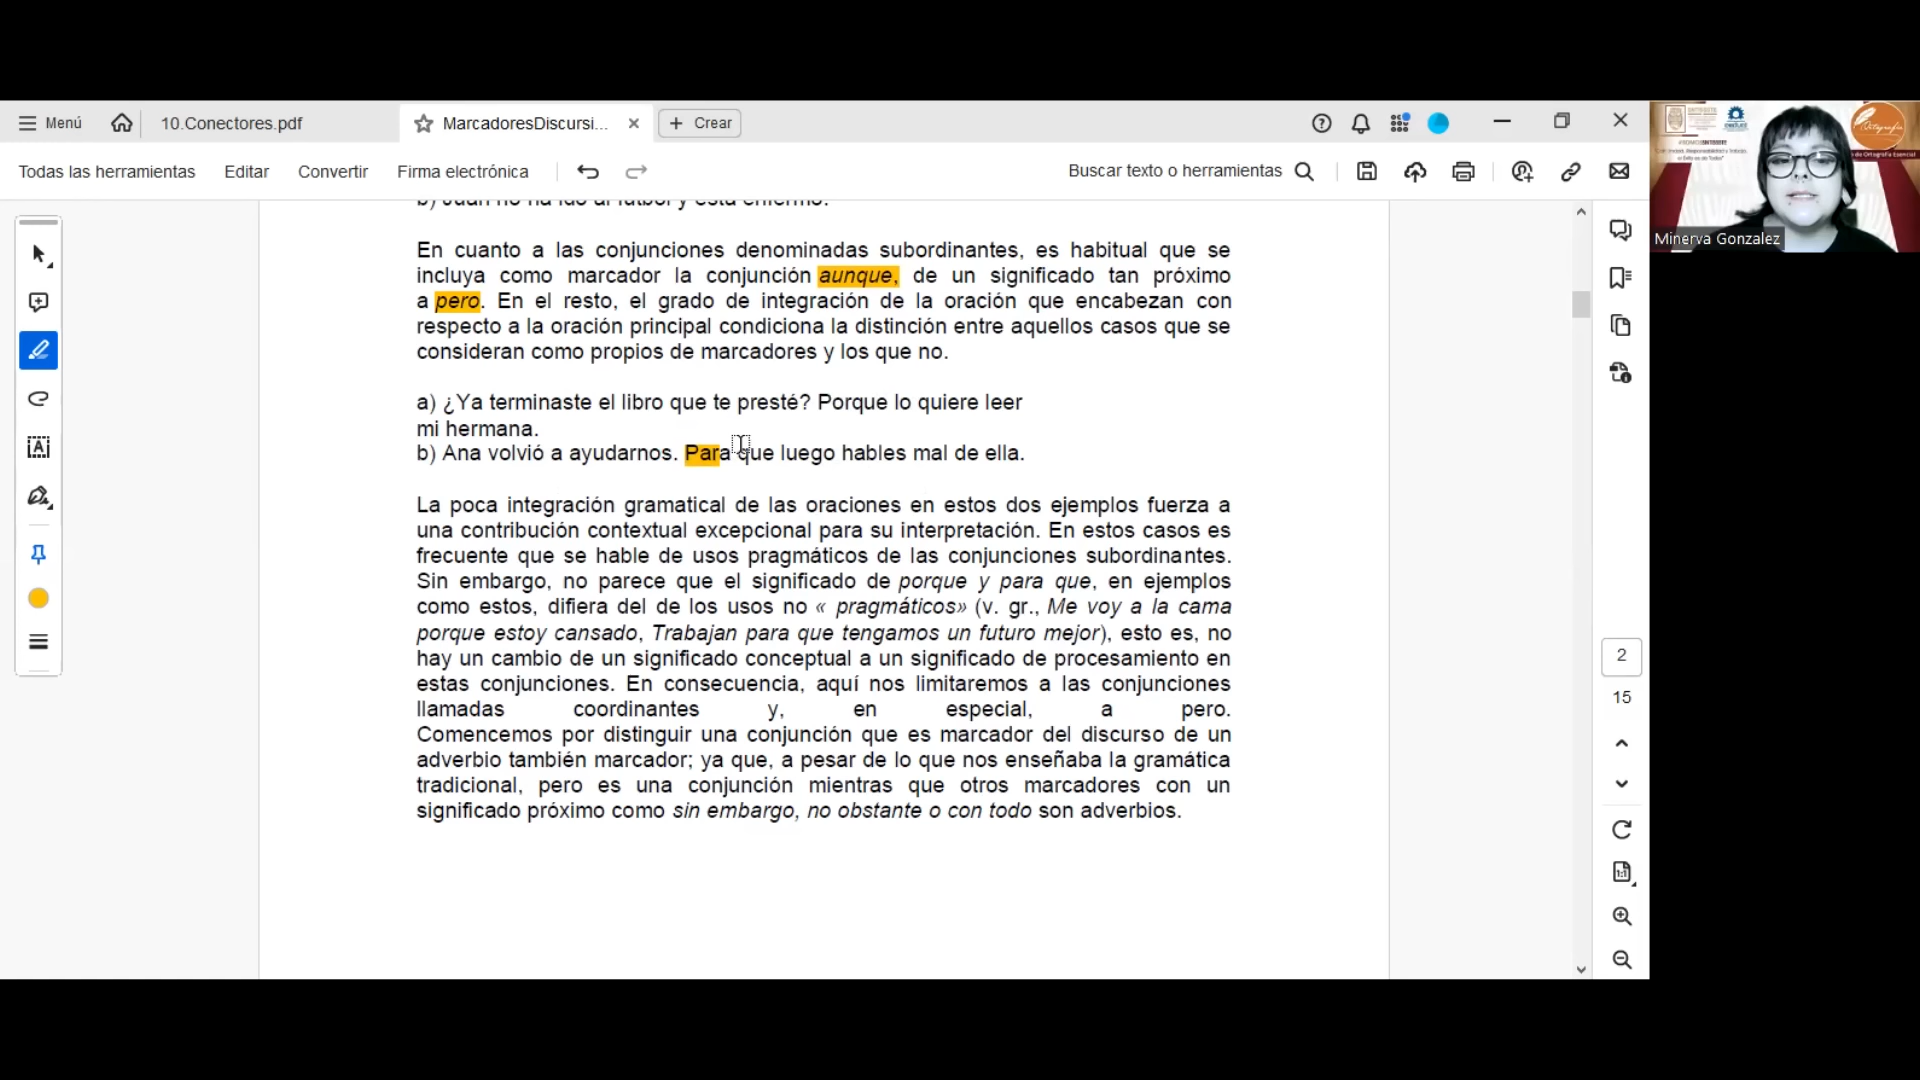 Menú
10.Conectores.pdf
MarcadoresDiscursi...
Crear
Todas las herramientas
Editar
Convertir
Firma electrónica
Buscar texto o herramientas
b) Juan no ha ido al fútbol y está enfermo.
En cuanto a las conjunciones denominadas subordinantes, es habitual que se
incluya como marcador la conjunción aunque, de un significado tan próximo
a pero. En el resto, el grado de integración de la oración que encabezan con
respecto a la oración principal condiciona la distinción entre aquellos casos que se
consideran como propios de marcadores y los que no.
a) ¿Ya terminaste el libro que te presté? Porque lo quiere leer
mi hermana.
b) Ana volvió a ayudarnos. Para que luego hables mal de ella.
La poca integración gramatical de las oraciones en estos dos ejemplos fuerza a
una contribución contextual excepcional para su interpretación. En estos casos es
frecuente que se hable de usos pragmáticos de las conjunciones subordinantes.
Sin embargo, no parece que el significado de porque y para que, en ejemplos
como estos, difiera del de los usos no « pragmáticos» (v. gr., Me voy a la cama
porque estoy cansado, Trabajan para que tengamos un futuro mejor), esto es, no
hay un cambio de un significado conceptual a un significado de procesamiento en
estas conjunciones. En consecuencia, aquí nos limitaremos a las conjunciones
llamadas coordinantes y, en especial, a pero.
Comencemos por distinguir una conjunción que es marcador del discurso de un
adverbio también marcador; ya que, a pesar de lo que nos enseñaba la gramática
tradicional, pero es una conjunción mientras que otros marcadores con un
significado próximo como sin embargo, no obstante o con todo son adverbios.
2
15
Ortografía
de Ortografía Esencial
Minerva Gonzalez